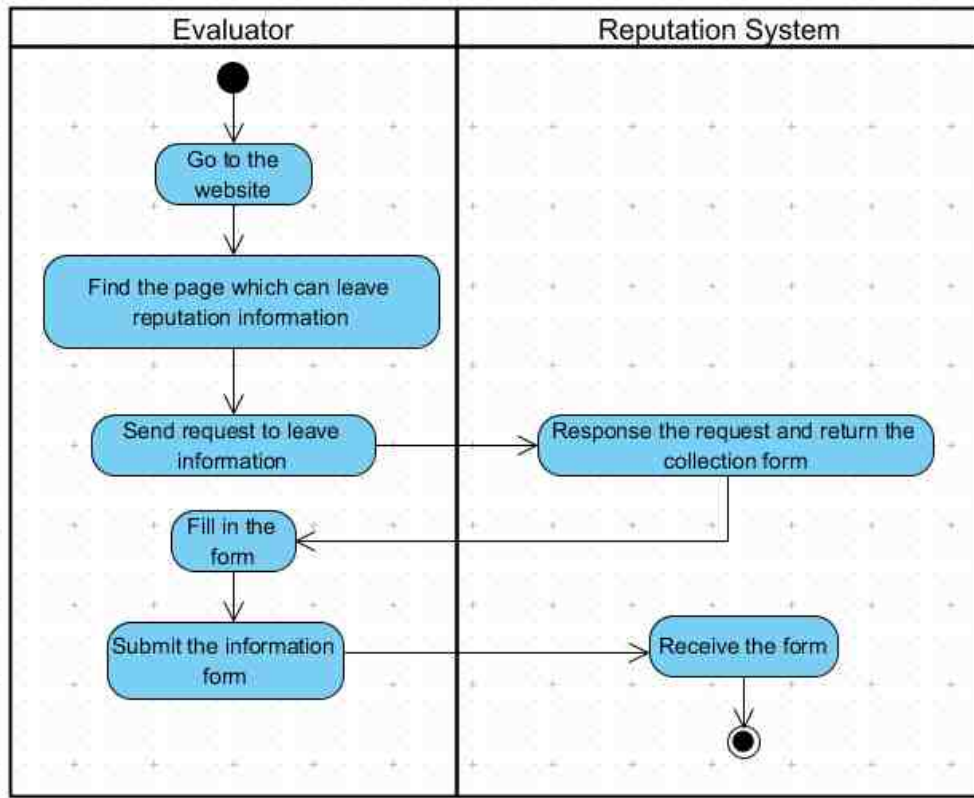 Evaluator
Reputation System
Go to the
website
Find the page which can leave
reputation information
Send request to leave
information
Response the request and return the
collection form
Fill in the
form
Submit the information
form
Receive the form